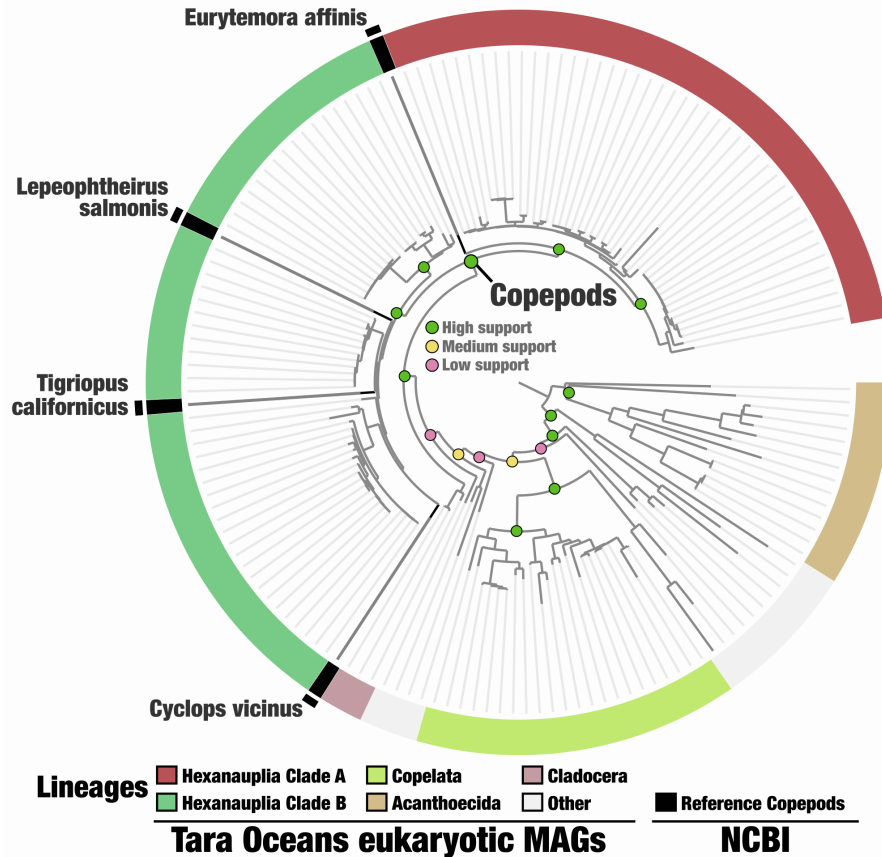 Eurytemora affinis
Lepeophtheirus
salmonis
Copepods
High support
Medium support
Low support
Tigriopus
californicus
Cyclops vicinus
Lineages
Hexanauplia Clade A
Copelata
Cladocera
Hexanauplia Clade B
Acanthoecida
Other
Reference Copepods
Tara Oceans eukaryotic MAGs
NCBI